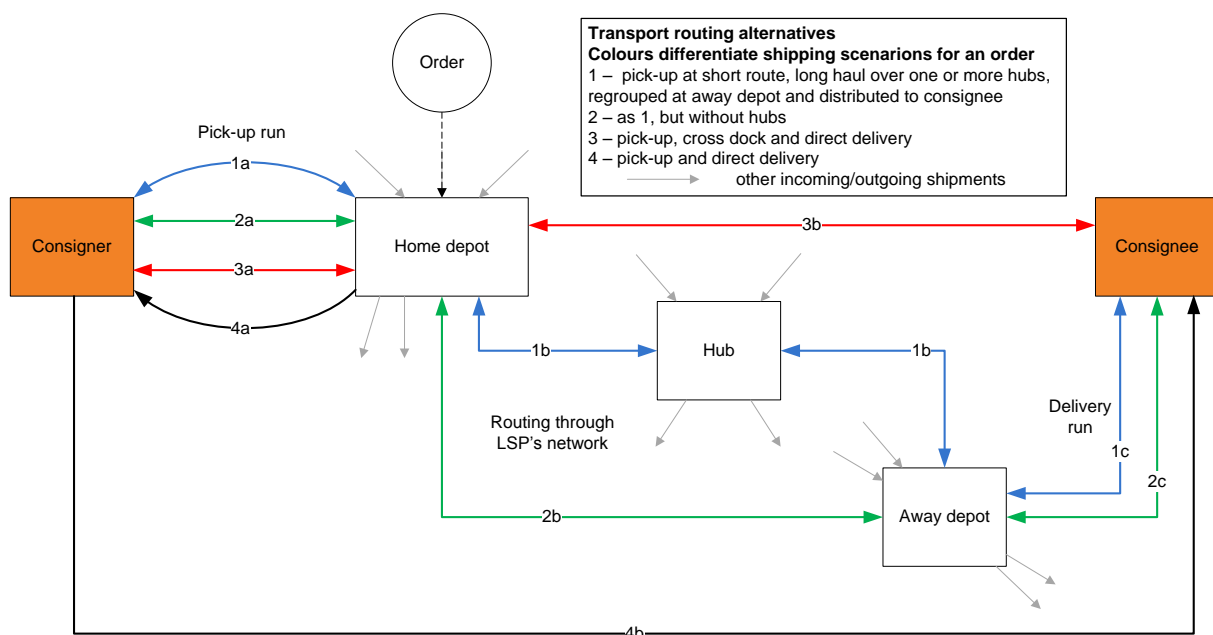 Transport routing alternatives
Colours differentiate shipping scenarions for an order
1 –  pick-up at short route, long haul over one or more hubs,
regrouped at away depot and distributed to consignee
2 – as 1, but without hubs
3 – pick-up, cross dock and direct delivery
4 – pick-up and direct delivery
other incoming/outgoing shipments
Order
Pick-up run
1a
2a
3a
4a
Consigner
Home depot
3b
Consignee
1b
Hub
1b
Routing through
LSP's network
Delivery
run
1c
2c
2b
Away depot
4b